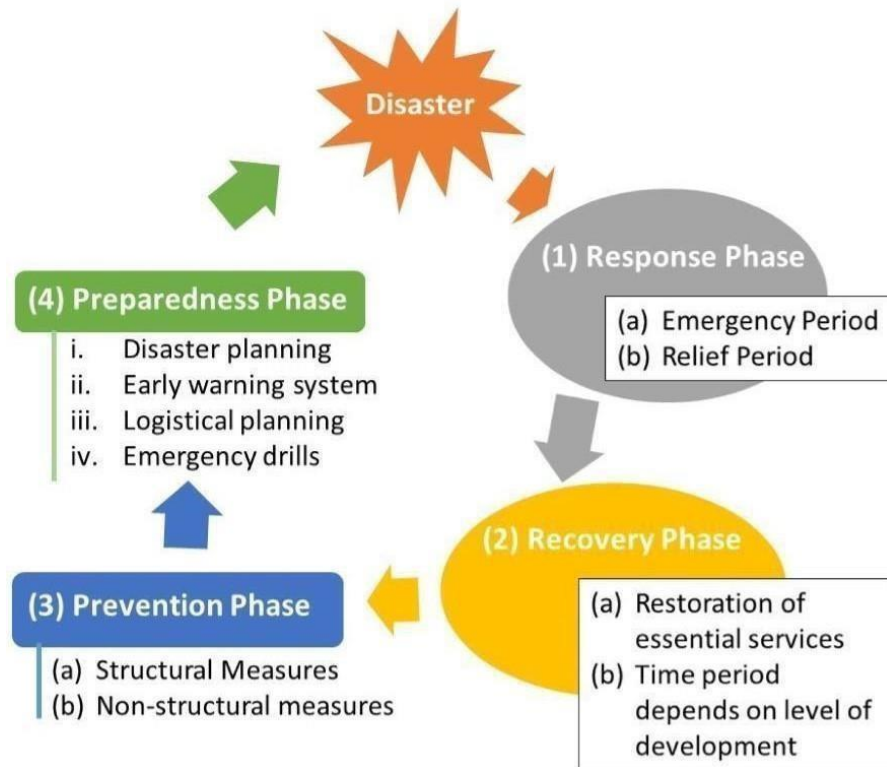 Disaster
(1) Response Phase
(a) Emergency Period
(b) Relief Period
(2) Recovery Phase
(a) Restoration of
essential services
(b) Time period
depends on level of
development
(3) Prevention Phase
(a) Structural Measures
(b) Non-structural measures
(4) Preparedness Phase
i. Disaster planning
ii. Early warning system
iii. Logistical planning
iv. Emergency drills